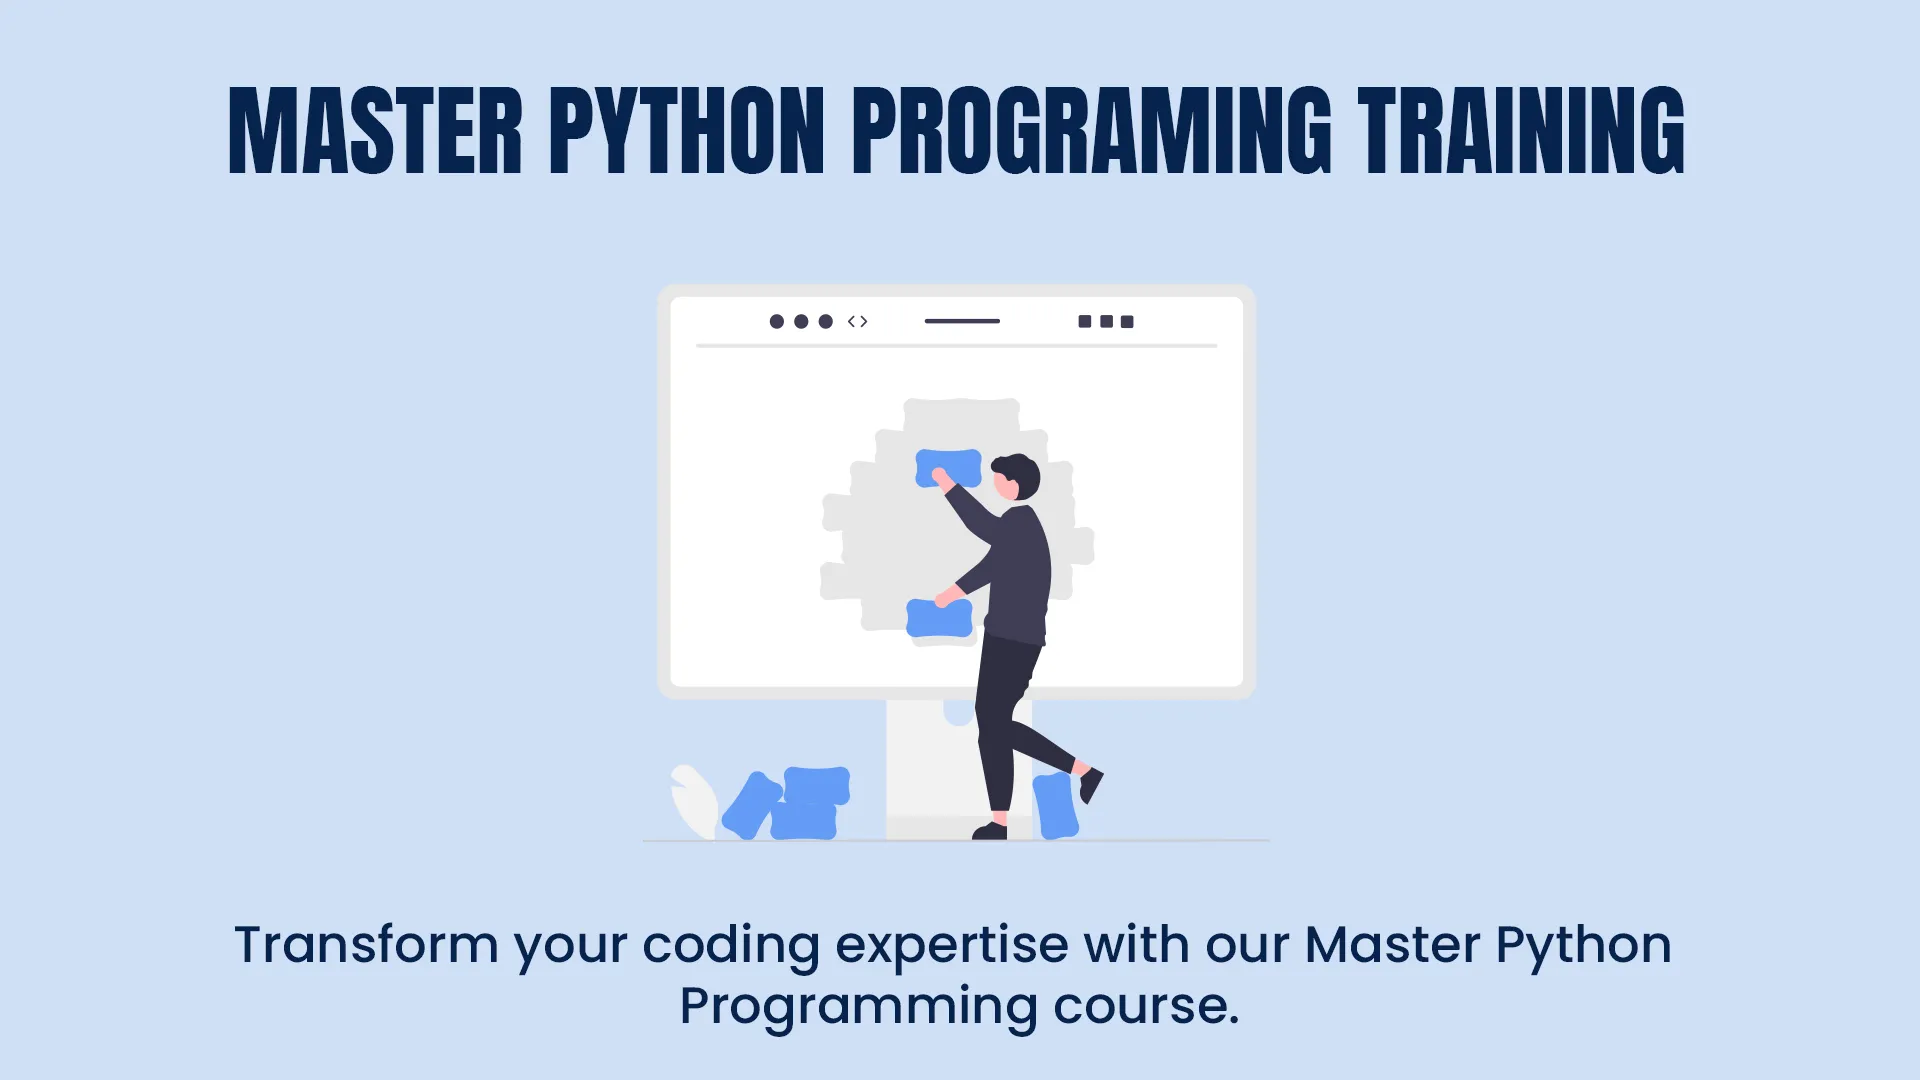 MASTER PYTHON PROGRAMING TRAINING
Transform your coding expertise with our Master Python
Programming course.